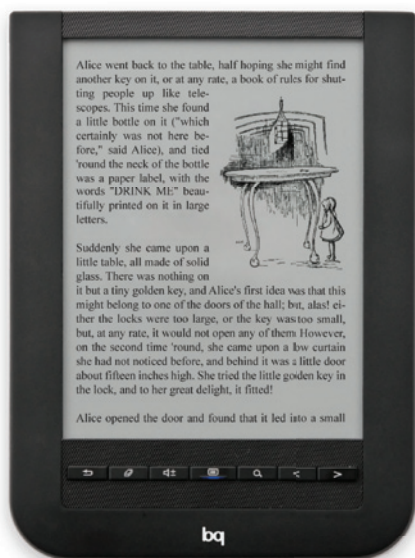 Alice went back to the table, half hoping she might find
another key on it, or at any rate, a book of rules for shut-
ting people up like tele-
scopes. This time she found
a little bottle on it ("which
certainly was not here be-
fore," said Alice), and tied
'round the neck of the bottle
was a paper label, with the
words "DRINK ME" beau-
tifully printed on it in large
letters.
Suddenly she came upon a
little table, all made of solid
glass. There was nothing on
it but a tiny golden key, and Alice's first idea was that this
might belong to one of the doors of the hall; but, alas! ei-
ther the locks were too large, or the key was too small,
but, at any rate, it would not open any of them However,
on the second time 'round, she came upon a low curtain
she had not noticed before, and behind it was a little door
about fifteen inches high. She tried the little golden key in
the lock, and to her great delight, it fitted!
Alice opened the door and found that it led into a small
bq